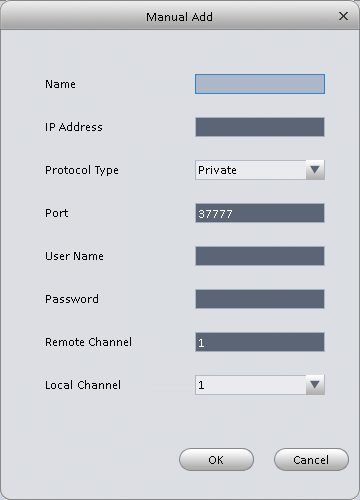 Manual Add
Name
IP Address
Protocol Type Private
Port 37777
User Name
Password
Remote Channel 1
Local Channel 1
OK Cancel